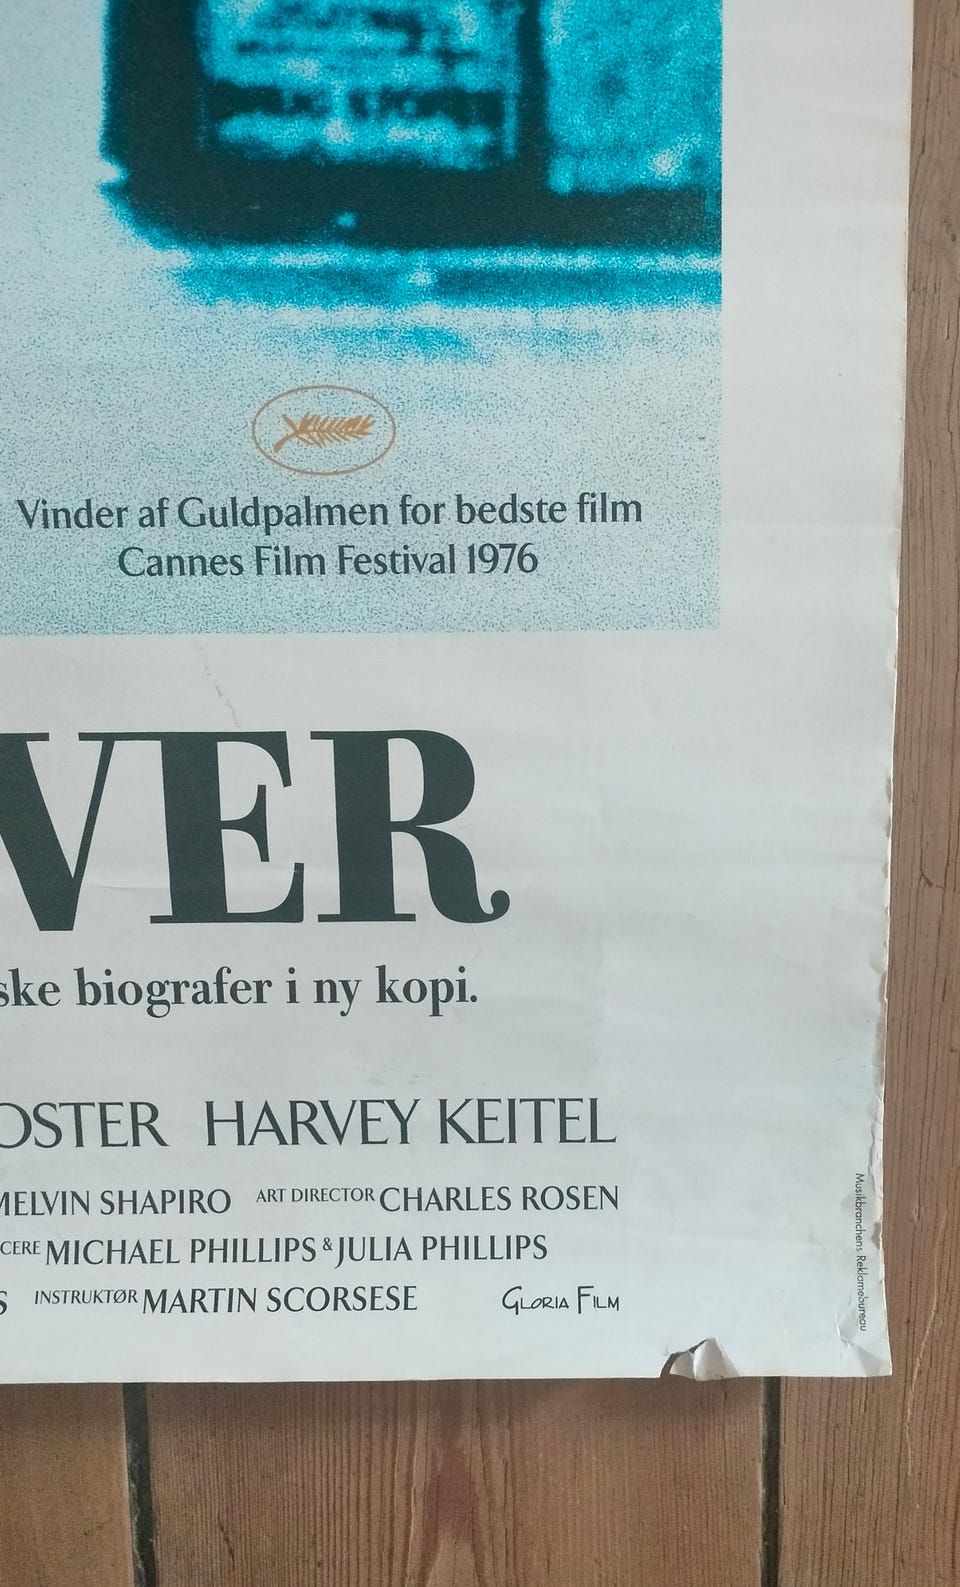 Vinder af Guldpalmen for bedste film
Cannes Film Festival 1976
VER
ske biografer i ny kopi.
OSTER HARVEY KEITEL
MELVIN SHAPIRO ART DIRECTOR CHARLES ROSEN
CERE MICHAEL PHILLIPS & JULIA PHILLIPS
S INSTRUKTØR MARTIN SCORSESE GLORIA FILM
Musikbranchens Reklamebureau